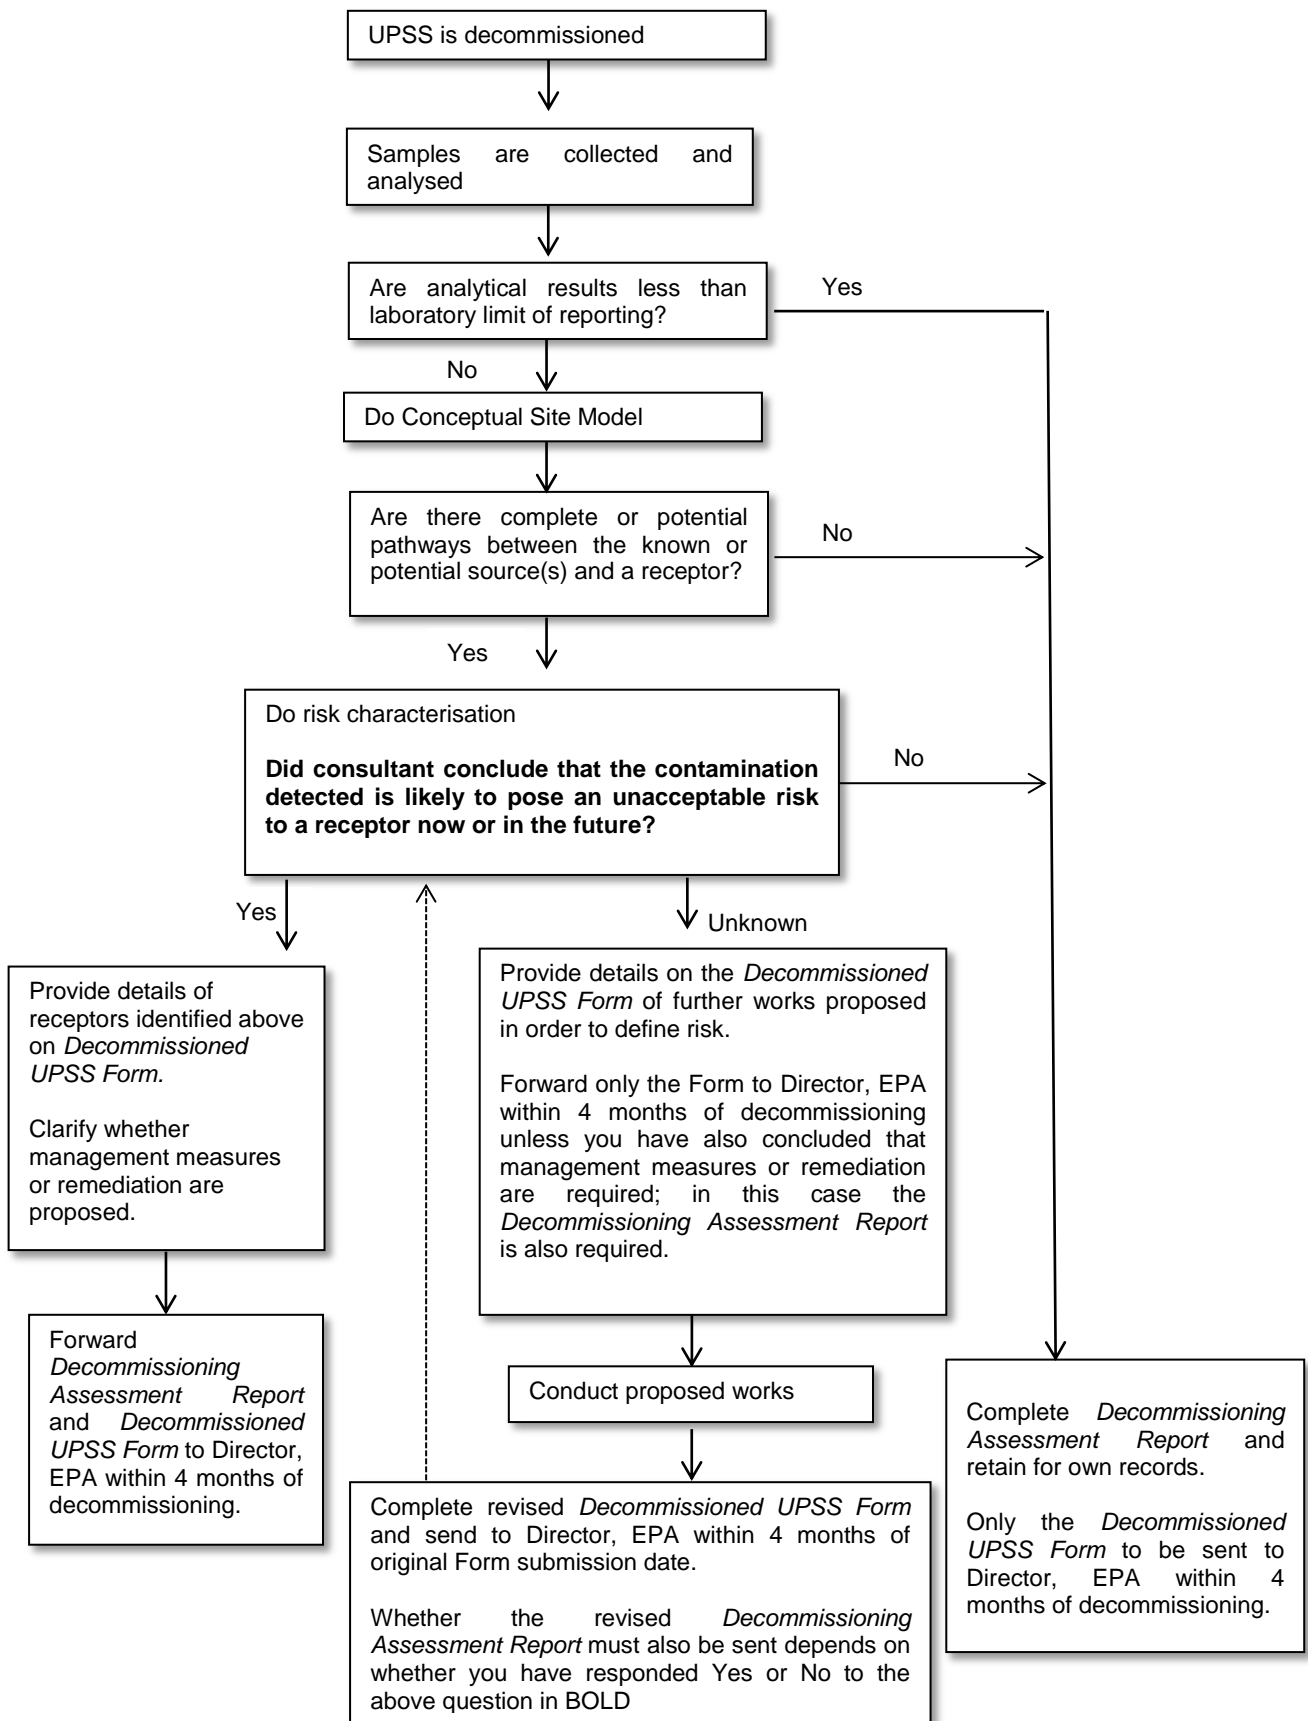 UPSS is decommissioned
Samples are collected and
analysed
Are analytical results less than
laboratory limit of reporting?
Yes
No
Do Conceptual Site Model
Are there complete or potential
pathways between the known or
potential source(s) and a receptor?
No
Yes
Do risk characterisation
Did consultant conclude that the contamination
detected is likely to pose an unacceptable risk
to a receptor now or in the future?
No
Yes
Unknown
Provide details of
receptors identified above
on Decommissioned
UPSS Form.
Clarify whether
management measures
or remediation are
proposed.
Provide details on the Decommissioned
UPSS Form of further works proposed
in order to define risk.
Forward only the Form to Director, EPA
within 4 months of decommissioning
unless you have also concluded that
management measures or remediation
are required; in this case the
Decommissioning Assessment Report
is also required.
Forward
Decommissioning
Assessment Report
and Decommissioned
UPSS Form to Director,
EPA within 4 months of
decommissioning.
Conduct proposed works
Complete revised Decommissioned UPSS Form
and send to Director, EPA within 4 months of
original Form submission date.
Whether the revised Decommissioning
Assessment Report must also be sent depends on
whether you have responded Yes or No to the
above question in BOLD
Complete Decommissioning
Assessment Report and
retain for own records.
Only the Decommissioned
UPSS Form to be sent to
Director, EPA within 4
months of decommissioning.